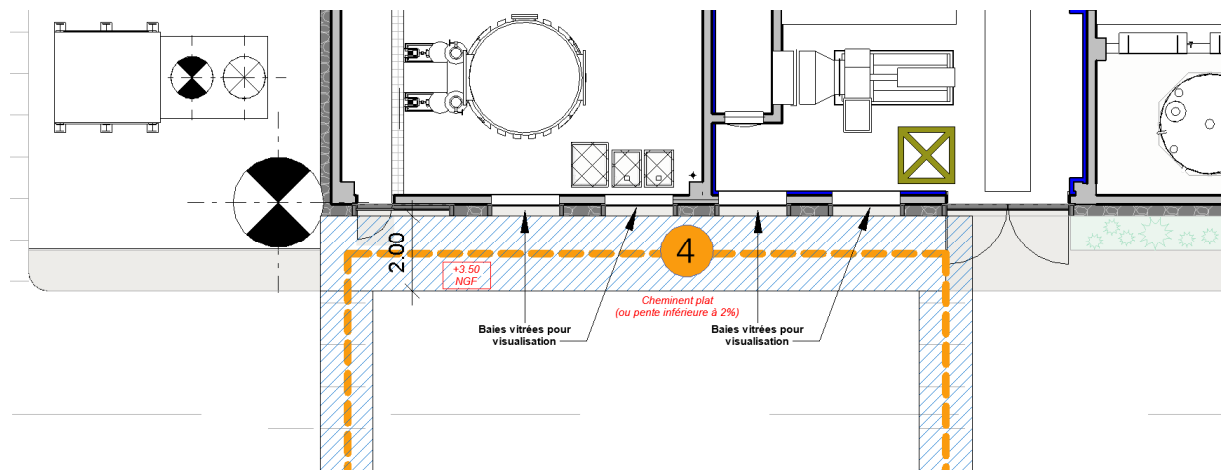 2.00
4
+3.50
NGF
Cheminent plat
(ou pente inférieure à 2%)
Baies vitrées pour
visualisation
Baies vitrées pour
visualisation